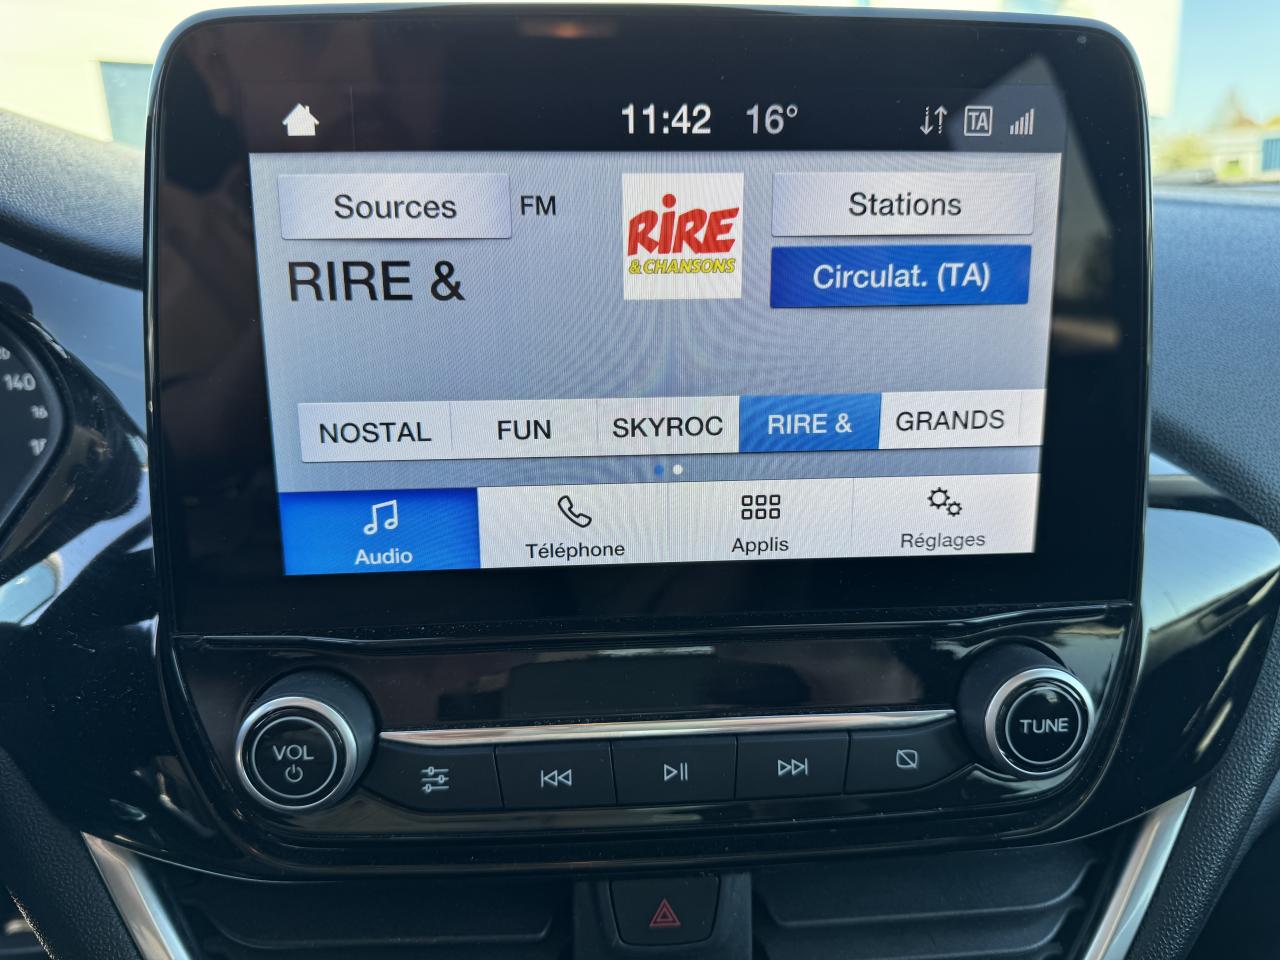 11:42 16°
TA
Sources FM
RIRE
& CHANSONS
Stations
Circulat. (TA)
RIRE &
NOSTAL FUN SKYROC RIRE & GRANDS
Audio Téléphone Applis Réglages
140
VOL
TUNE